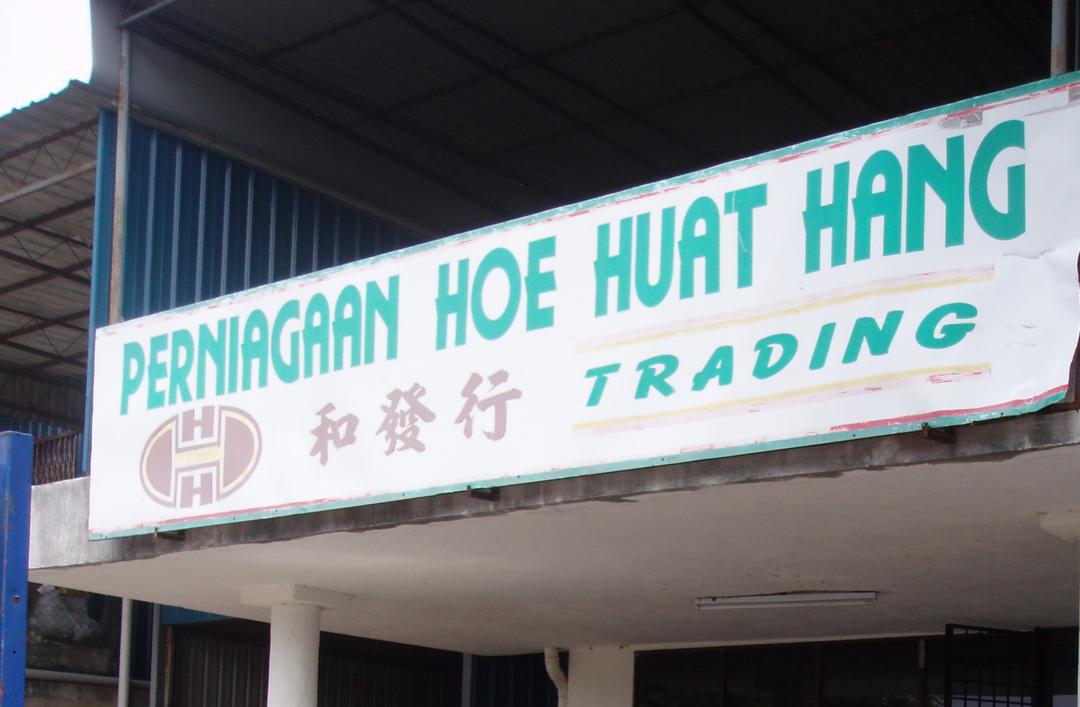 PERNIAGAAN HOE HUAT HANG
TRADING
H
H
H
和發行